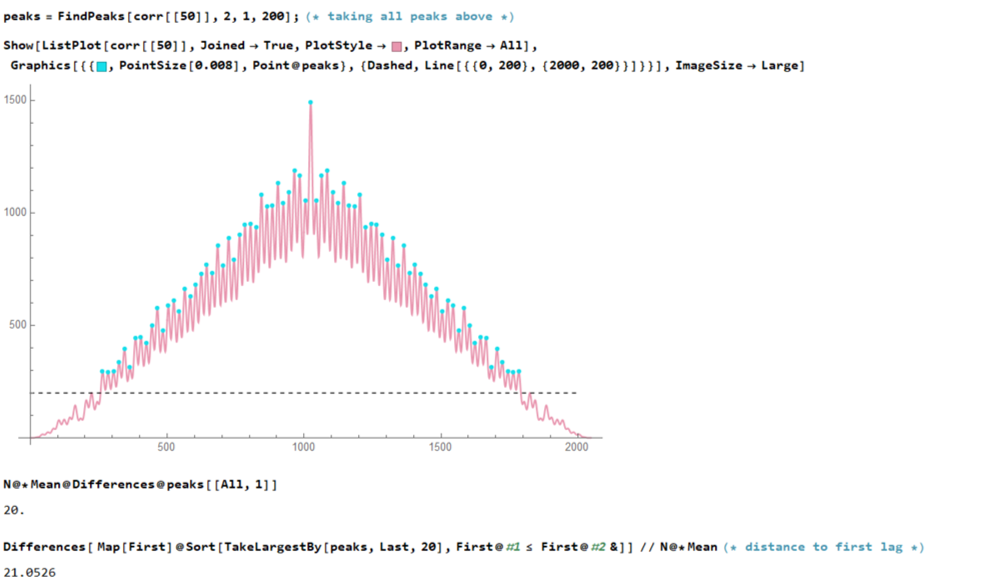 peaks = FindPeaks[corr[[50]], 2, 1, 200]; (* taking all peaks above *)
Show[ListPlot[corr[[50]], Joined → True, PlotStyle → , PlotRange → All],
Graphics[{{ , PointSize[0.008], Point@peaks}, {Dashed, Line[{{0, 200}, {2000, 200}}]}}], ImageSize → Large]
1500
1000
500
500 1000 1500 2000
N@*Mean@Differences@peaks[[All, 1]]
20.
Differences[ Map[First]@Sort[TakeLargestBy[peaks, Last, 20], First@#1 ≤ First@#2 &]] // N@*Mean (* distance to first lag *)
21.0526